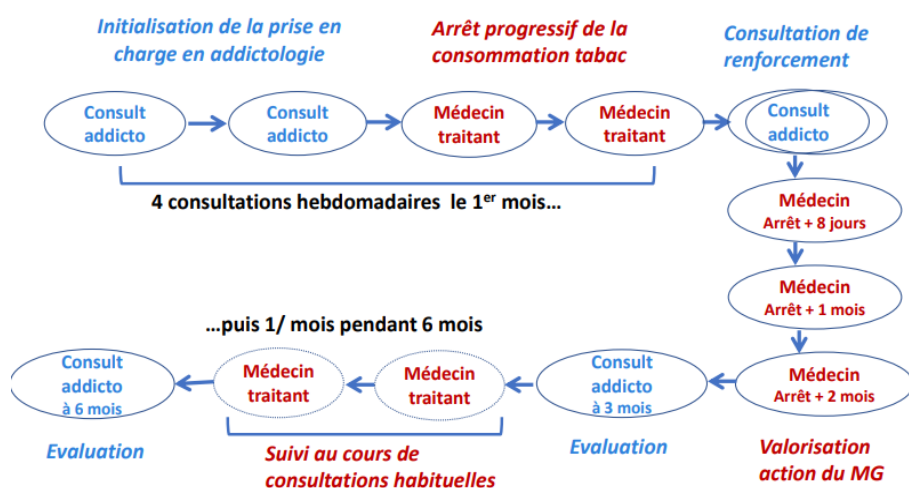 Initialisation de la prise en
charge en addictologie
Arrêt progressif de la
consommation tabac
Consultation de
renforcement
Consult
addicto
Consult
addicto
Médecin
traitant
Médecin
traitant
Consult
addicto
4 consultations hebdomadaires le 1er mois...
Médecin
Arrêt + 8 jours
Médecin
Arrêt + 1 mois
Médecin
Arrêt + 2 mois
Valorisation
action du MG
...puis 1/ mois pendant 6 mois
Consult
addicto
à 3 mois
Evaluation
Médecin
traitant
Médecin
traitant
Suivi au cours de
consultations habituelles
Consult
addicto
à 6 mois
Evaluation